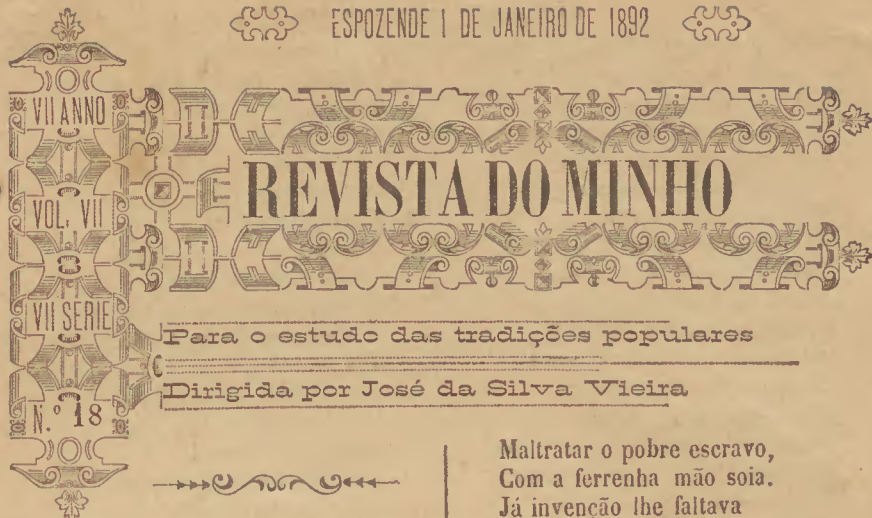 ESPOZENDE 1 DE JANEIRO DE 1892
VII ANNO
VOL. VII
VII SERIE
N.º 18
REVISTA DO MINHO
Para o estudo das tradições populares
Dirigida por José da Silva Vieira
Maltratar o pobre escravo,
Com a ferrenha mão soia.
Já invenção lhe faltava